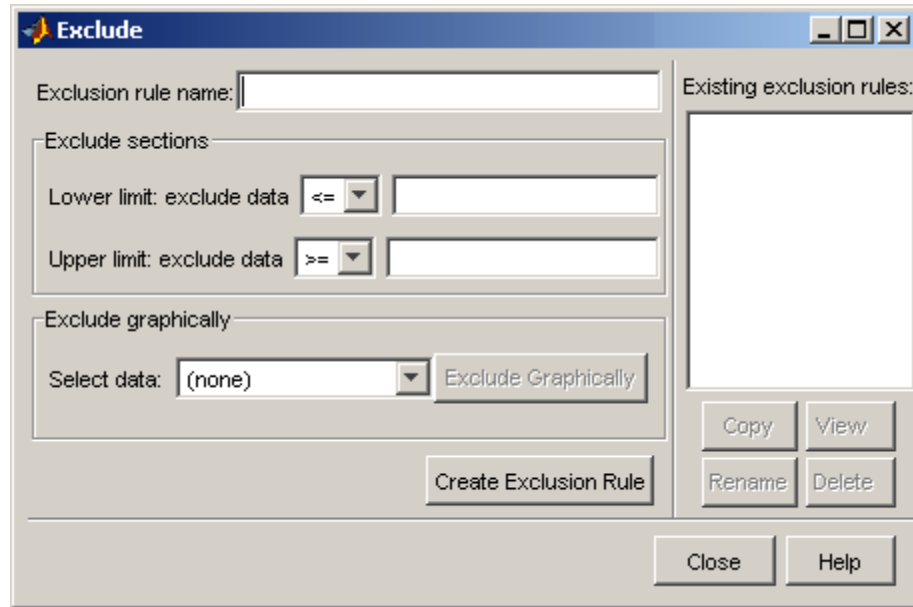 Exclude
Exclusion rule name:
Exclude sections
Lower limit: exclude data <=
Upper limit: exclude data >=
Exclude graphically
Select data: (none) Exclude Graphically
Create Exclusion Rule
Existing exclusion rules:
Copy View
Rename Delete
Close Help